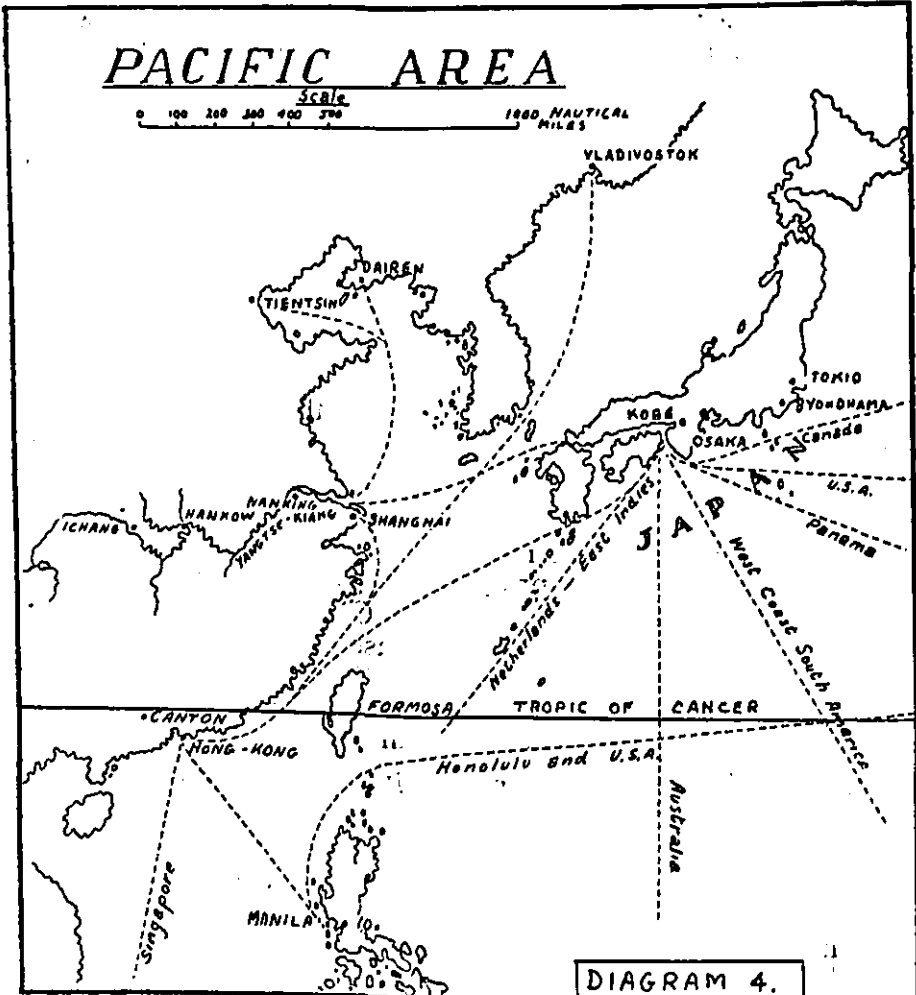 PACIFIC AREA
Scale
0 100 200 300 400 500 1000 NAUTICAL
MILES
VLADIVOSTOK
DAIREN
TIENTSIN
TOKIO
YOKOHAMA
KOBE
OSAKA
Canada
U.S.A.
Panama
JAPAN
NANKING
HANKOW
ICHANG
YANGTSE-KIANG
SHANGHAI
Netherlands - East Indies
West Coast South America
CANTON
FORMOSA
TROPIC OF CANCER
HONG-KONG
Honolulu and U.S.A.
Australia
Singapore
MANILA
DIAGRAM 4.